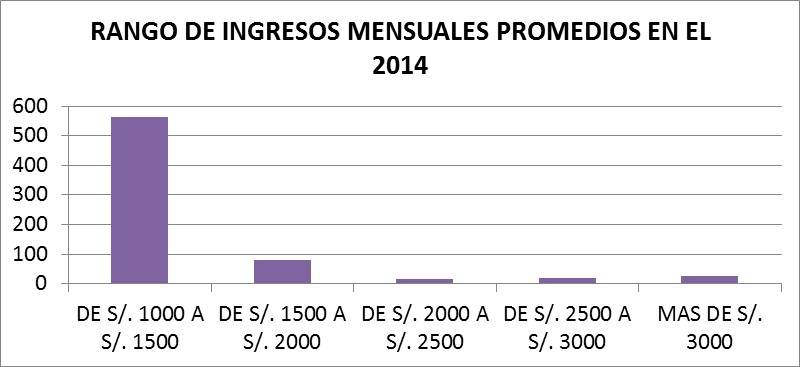 RANGO DE INGRESOS MENSUALES PROMEDIOS EN EL
2014
600
500
400
300
200
100
0
DE S/. 1000 A
S/. 1500
DE S/. 1500 A
S/. 2000
DE S/. 2000 A
S/. 2500
DE S/. 2500 A
S/. 3000
MAS DE S/.
3000